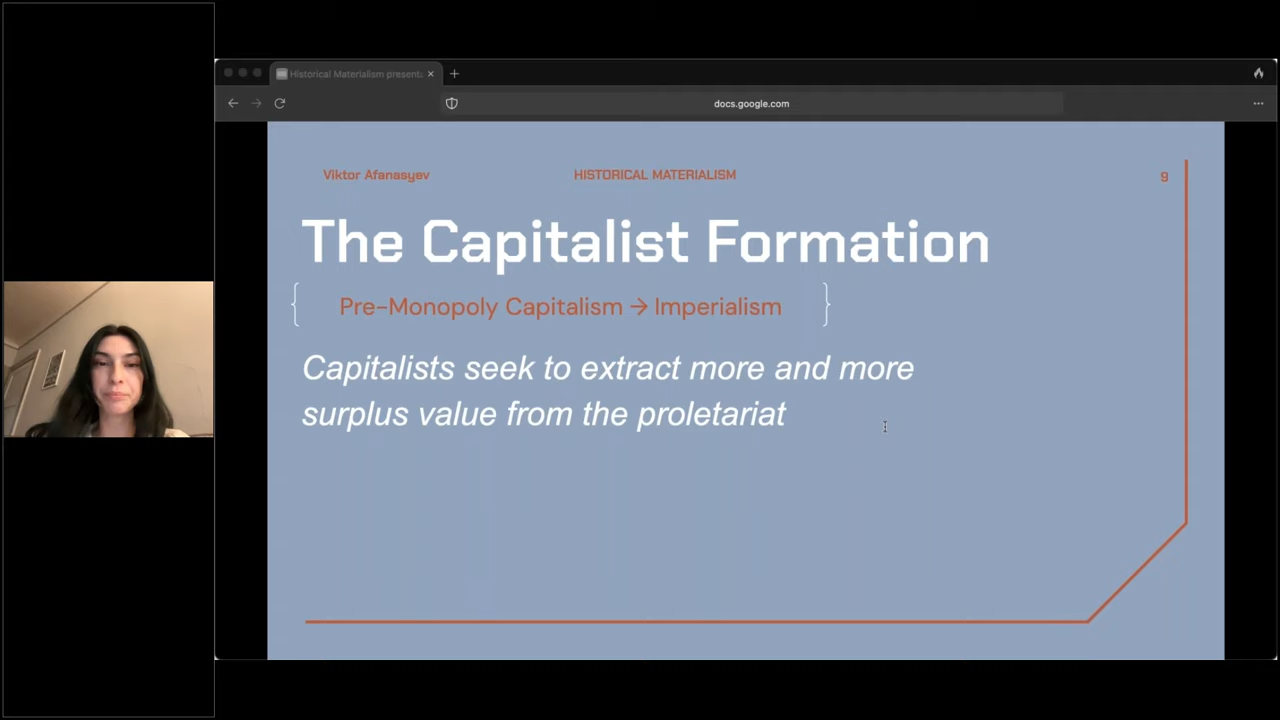 Historical Materialism present
docs.google.com
Viktor Afanasyev
HISTORICAL MATERIALISM
9
The Capitalist Formation
Pre-Monopoly Capitalism → Imperialism
Capitalists seek to extract more and more
surplus value from the proletariat